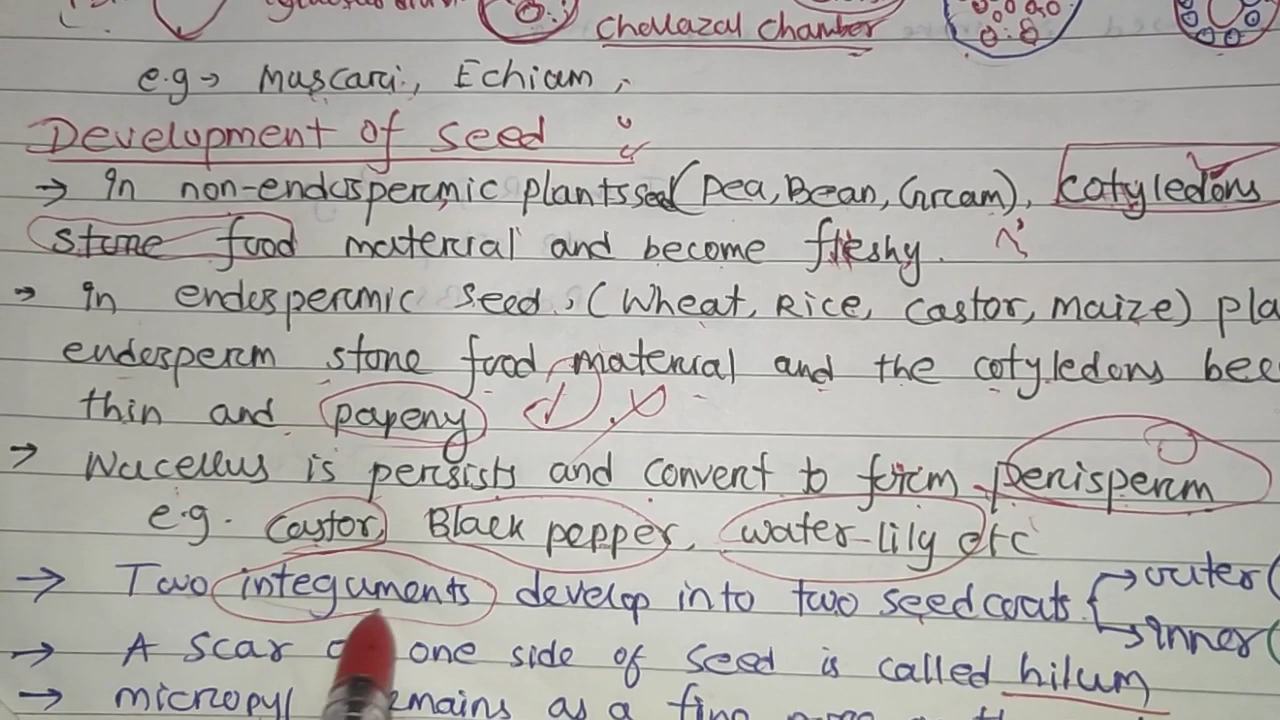 Challazal Chamber
e.g → Muscari, Echium,
Development of seed :
→ In non-endospermic plants seed (Pea, Bean, Gram), cotyledons
store food material and become fleshy.
→ In endospermic seed, (Wheat, Rice, Castor, Maize) pla
endosperm store food material and the cotyledons bec
thin and papery
→ Nucellus is persists and convert to form perisperm
e.g. Castor, Black pepper, water-lily etc
→ Two integuments develop into two seed coats { → outer (
→ Inner (
→ A scar one side of seed is called hilum
→ micropyl emains as a fine